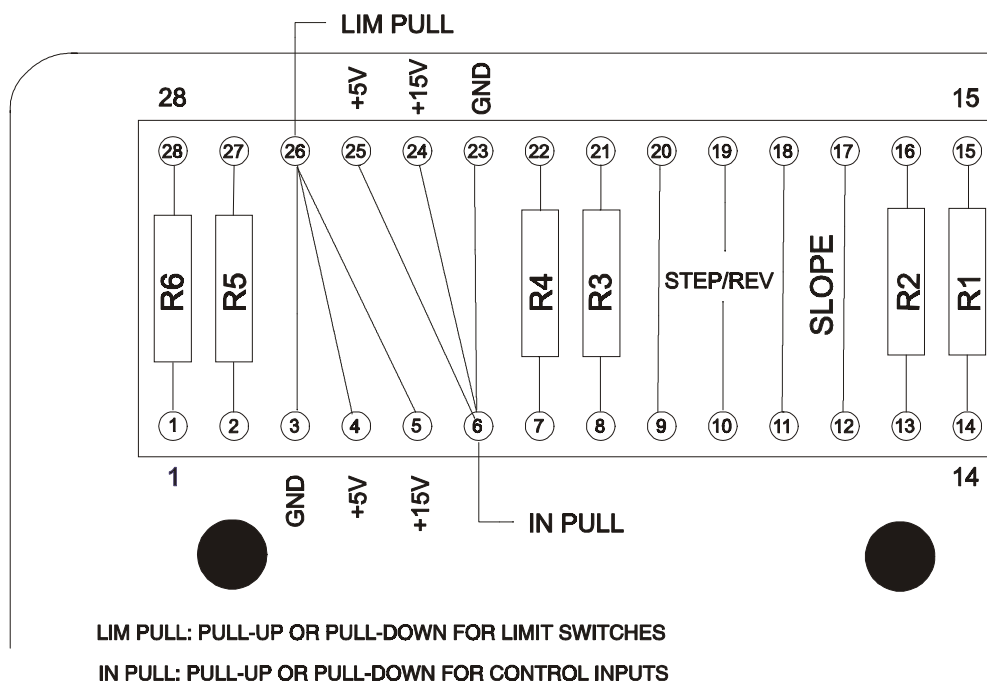 LIM PULL
+5V
+15V
GND
28
15
28 27 26 25 24 23 22 21 20 19 18 17 16 15
R6 R5 R4 R3 STEP/REV SLOPE R2 R1
1 2 3 4 5 6 7 8 9 10 11 12 13 14
1
14
GND
+5V
+15V
IN PULL
LIM PULL: PULL-UP OR PULL-DOWN FOR LIMIT SWITCHES
IN PULL: PULL-UP OR PULL-DOWN FOR CONTROL INPUTS